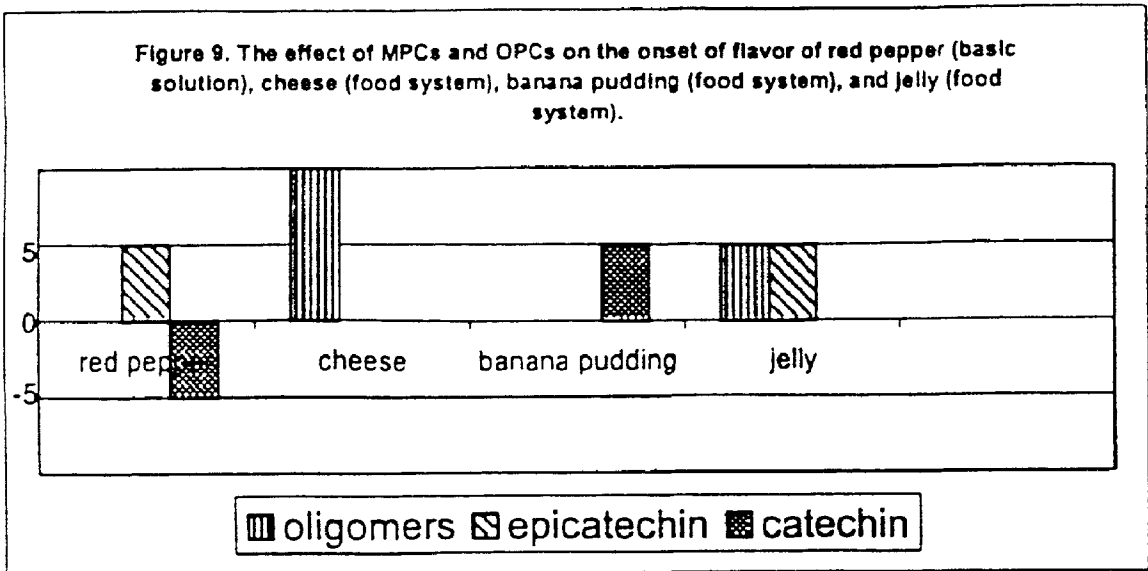 Figure 9. The effect of MPCs and OPCs on the onset of flavor of red pepper (basic
solution), cheese (food system), banana pudding (food system), and jelly (food
system).
5
0
red pepper cheese banana pudding jelly
-5
oligomers epicatechin catechin